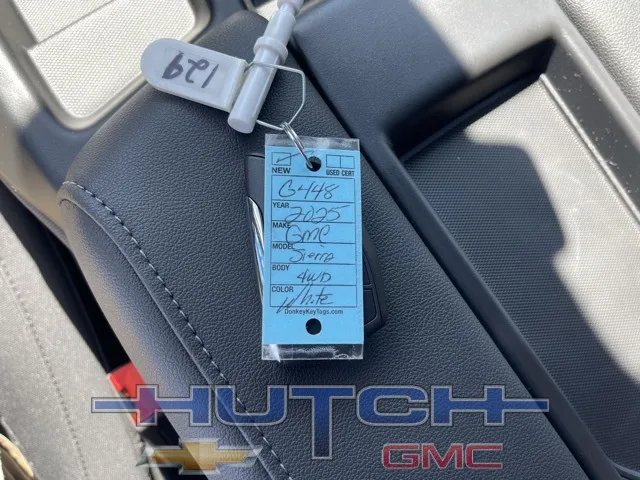 129
NEW USED CERT
G448
YEAR 2025
MAKE GMC
MODEL Sierra
BODY 4WD
COLOR White
DonkeyKeyTags.com
HUTCH
GMC